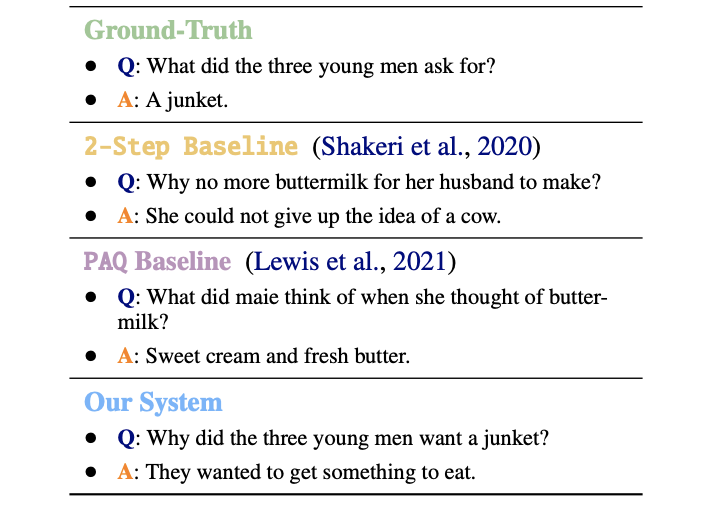 Ground-Truth
● Q: What did the three young men ask for?
● A: A junket.
2-Step Baseline (Shakeri et al., 2020)
● Q: Why no more buttermilk for her husband to make?
● A: She could not give up the idea of a cow.
PAQ Baseline (Lewis et al., 2021)
● Q: What did maie think of when she thought of butter-
milk?
● A: Sweet cream and fresh butter.
Our System
● Q: Why did the three young men want a junket?
● A: They wanted to get something to eat.